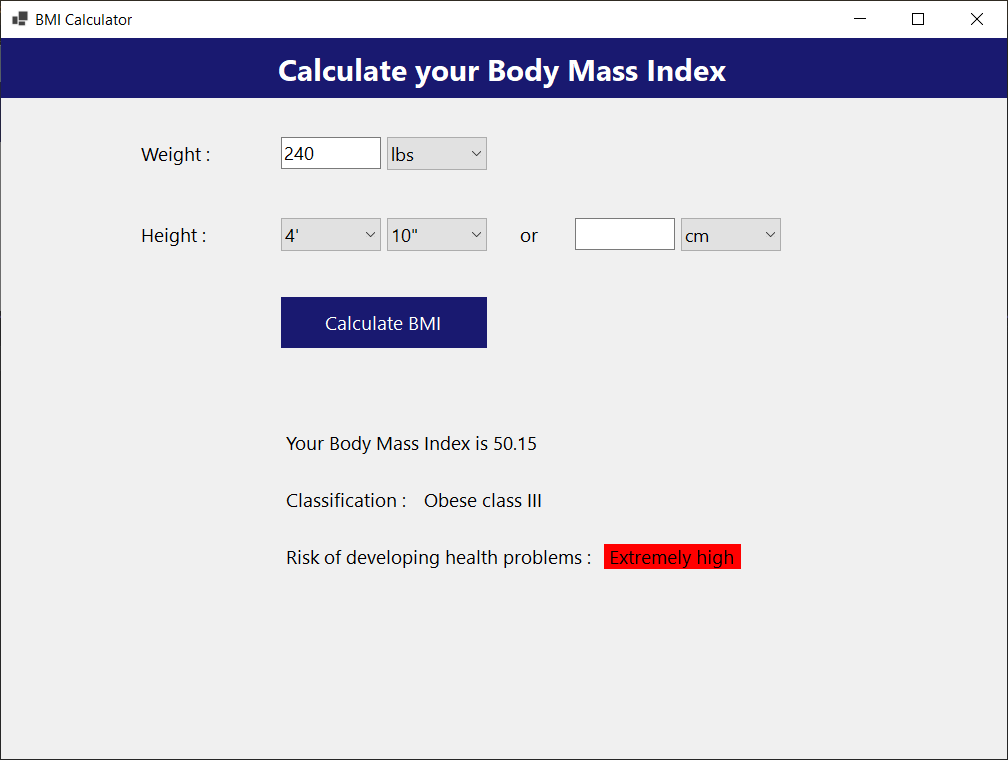 BMI Calculator
Calculate your Body Mass Index
Weight : 240 lbs
Height : 4' 10" or cm
Calculate BMI
Your Body Mass Index is 50.15
Classification : Obese class III
Risk of developing health problems : Extremely high